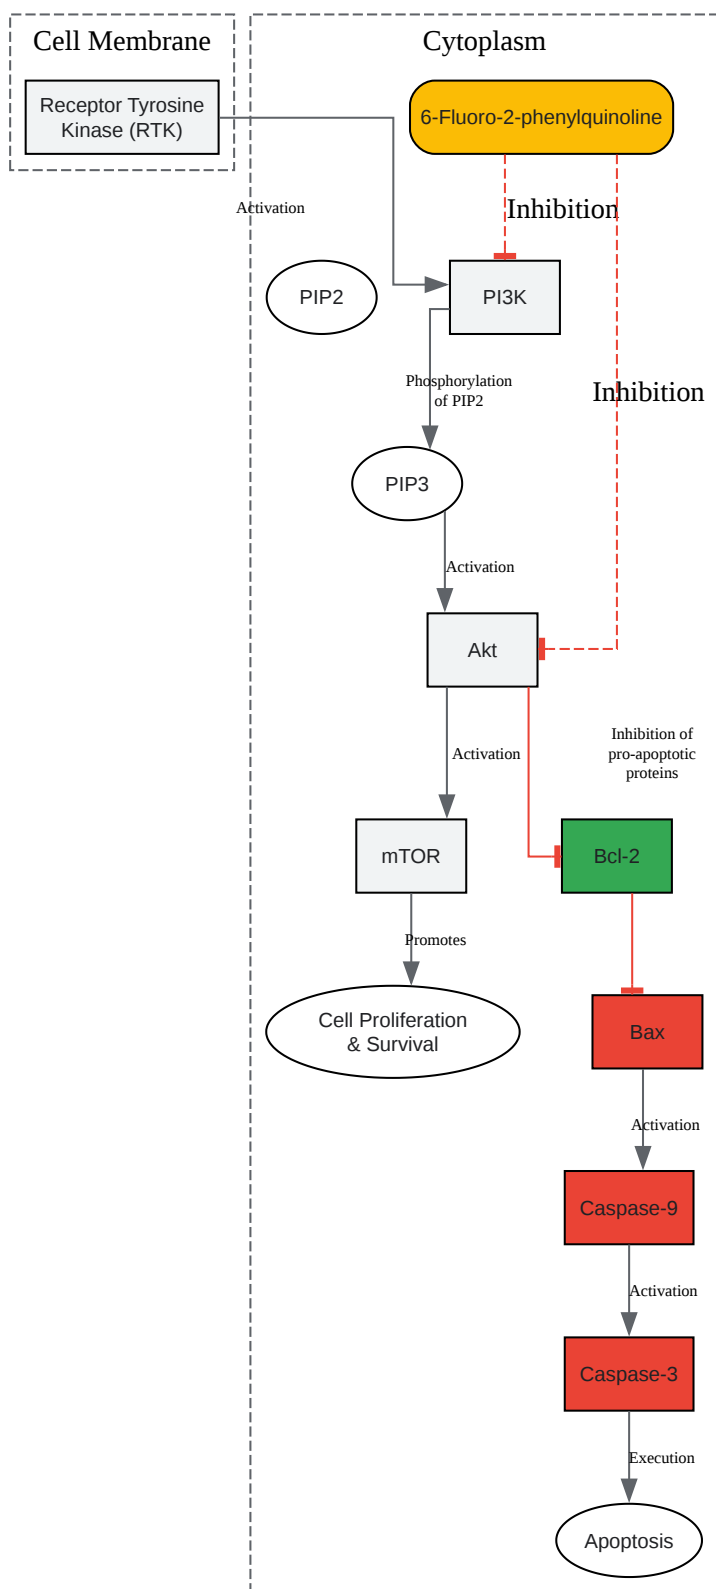 Cell Membrane
Cytoplasm
Receptor Tyrosine
Kinase (RTK)
6-Fluoro-2-phenylquinoline
Activation
Inhibition
PIP2
PI3K
Phosphorylation
of PIP2
Inhibition
PIP3
Activation
Akt
Inhibition of
pro-apoptotic
proteins
Activation
mTOR
Bcl-2
Promotes
Cell Proliferation
& Survival
Bax
Activation
Caspase-9
Activation
Caspase-3
Execution
Apoptosis